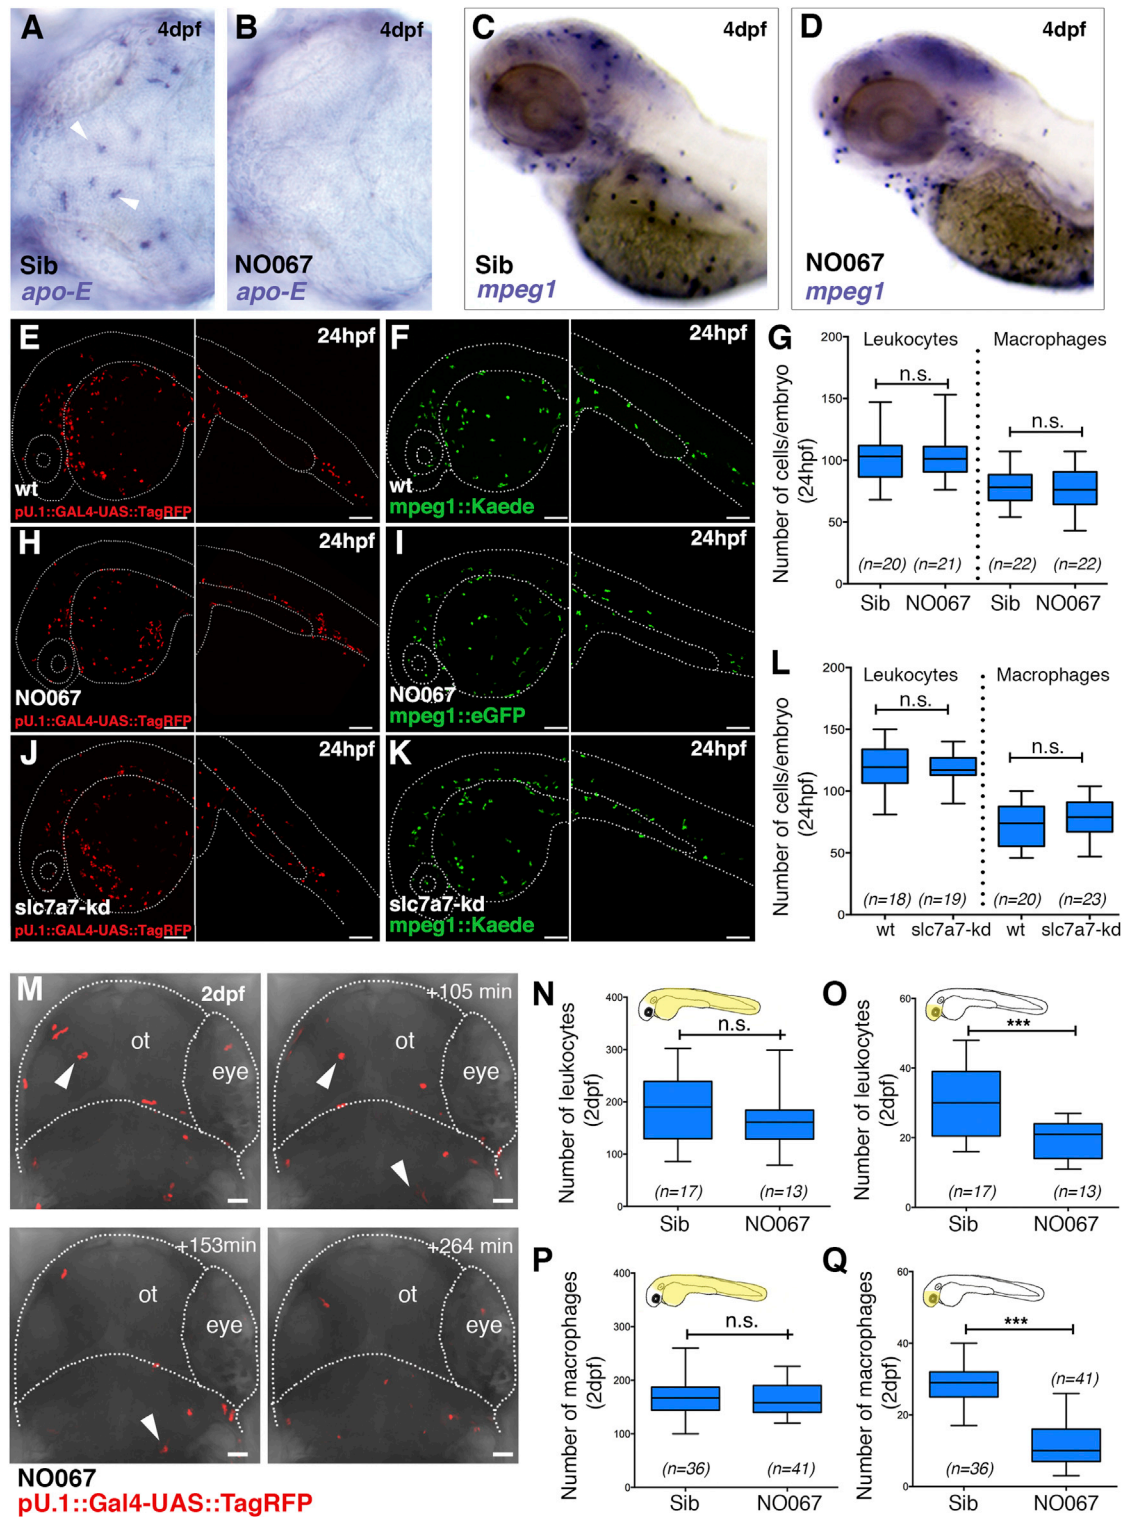 A 4dpf
Sib
apo-E
B 4dpf
NO067
apo-E
C 4dpf
Sib
mpeg1
D 4dpf
NO067
mpeg1
E 24hpf
wt
pU.1::GAL4-UAS::TagRFP
F 24hpf
wt
mpeg1::Kaede
G
Leukocytes Macrophages
n.s.
n.s.
Number of cells/embryo
(24hpf)
200
150
100
50
0
(n=20) (n=21) (n=22) (n=22)
Sib NO067 Sib NO067
H 24hpf
NO067
pU.1::GAL4-UAS::TagRFP
I 24hpf
NO067
mpeg1::eGFP
J 24hpf
slc7a7-kd
pU.1::GAL4-UAS::TagRFP
K 24hpf
slc7a7-kd
mpeg1::Kaede
L
Leukocytes Macrophages
n.s.
n.s.
Number of cells/embryo
(24hpf)
200
150
100
50
0
(n=18) (n=19) (n=20) (n=23)
wt slc7a7-kd wt slc7a7-kd
M 2dpf
ot
eye
+105 min
ot
eye
+153min
ot
eye
+264 min
ot
eye
NO067
pU.1::Gal4-UAS::TagRFP
N
n.s.
Number of leukocytes
(2dpf)
400
300
200
100
0
(n=17) (n=13)
Sib NO067
O
***
Number of leukocytes
(2dpf)
60
40
20
0
(n=17) (n=13)
Sib NO067
P
n.s.
Number of macrophages
(2dpf)
400
300
200
100
0
(n=36) (n=41)
Sib NO067
Q
***
Number of macrophages
(2dpf)
60
40
20
0
(n=41)
(n=36)
Sib NO067